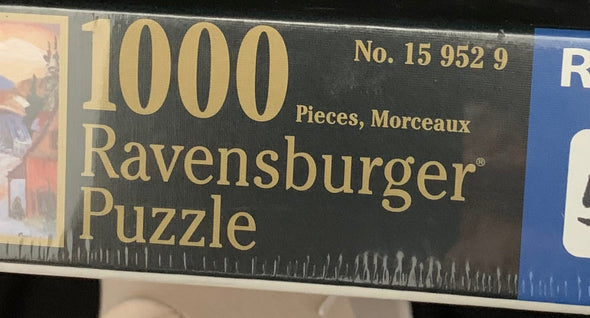 1000
No. 15 952 9
Pieces, Morceaux
Ravensburger®
Puzzle
R